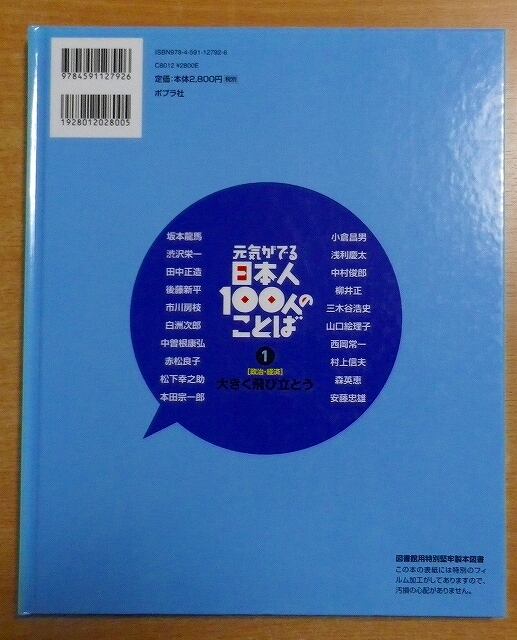 9784591127926
1928012028005
ISBN978-4-591-12792-6
C8012 ¥2800E
定価:本体2,800円 税別
ポプラ社
坂本龍馬
渋沢栄一
田中正造
後藤新平
市川房枝
白洲次郎
中曽根康弘
赤松良子
松下幸之助
本田宗一郎
元気がでる
日本人
100人の
ことば
1
[政治・経済]
大きく飛び立とう
小倉昌男
浅利慶太
中村俊郎
柳井正
三木谷浩史
山口絵理子
西岡常一
村上信夫
森英恵
安藤忠雄
図書館用特別堅牢製本図書
この本の表紙には特別のフィ
ルム加工がしてありますので、
汚損の心配がありません。